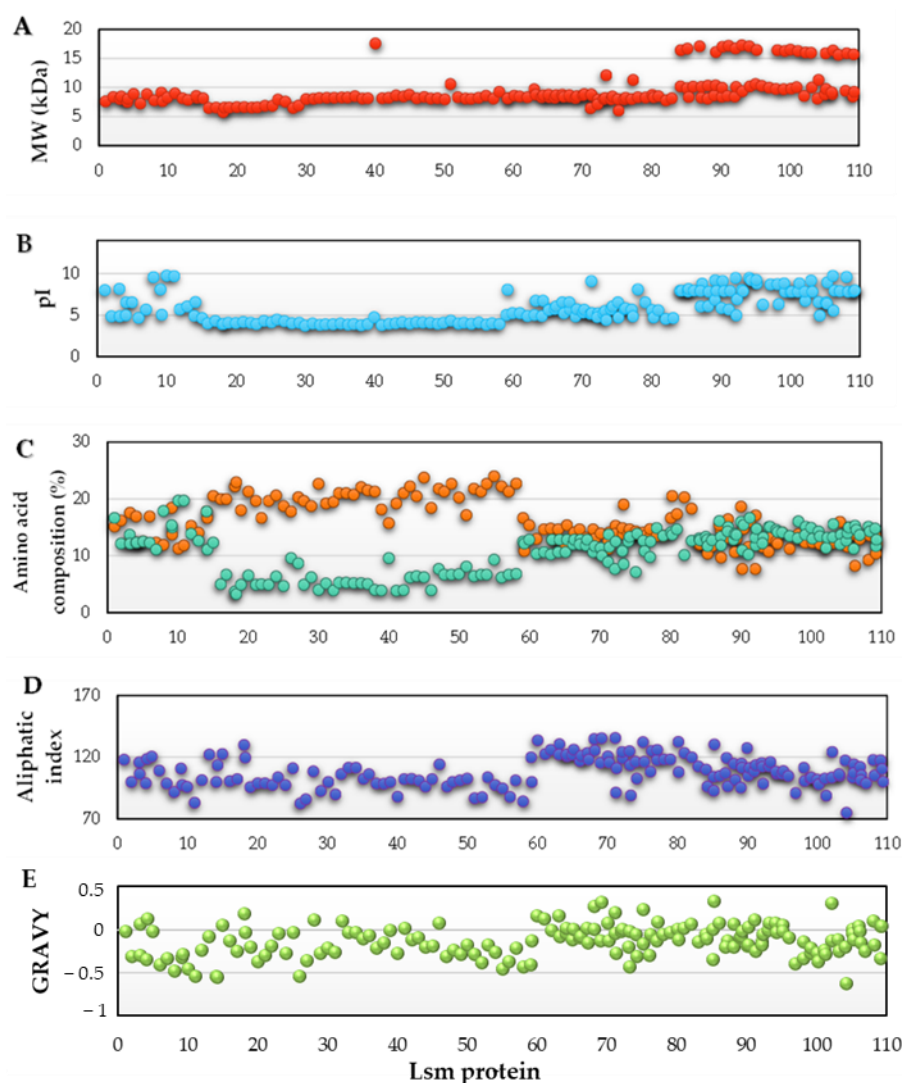 A
MW (kDa)
20
15
10
5
0
0 10 20 30 40 50 60 70 80 90 100 110
B
pI
10
5
0
0 10 20 30 40 50 60 70 80 90 100 110
C
Amino acid
composition (%)
30
20
10
0
0 10 20 30 40 50 60 70 80 90 100 110
D
Aliphatic
index
170
120
70
0 10 20 30 40 50 60 70 80 90 100 110
E
GRAVY
0.5
0
– 0.5
– 1
0 10 20 30 40 50 60 70 80 90 100 110
Lsm protein